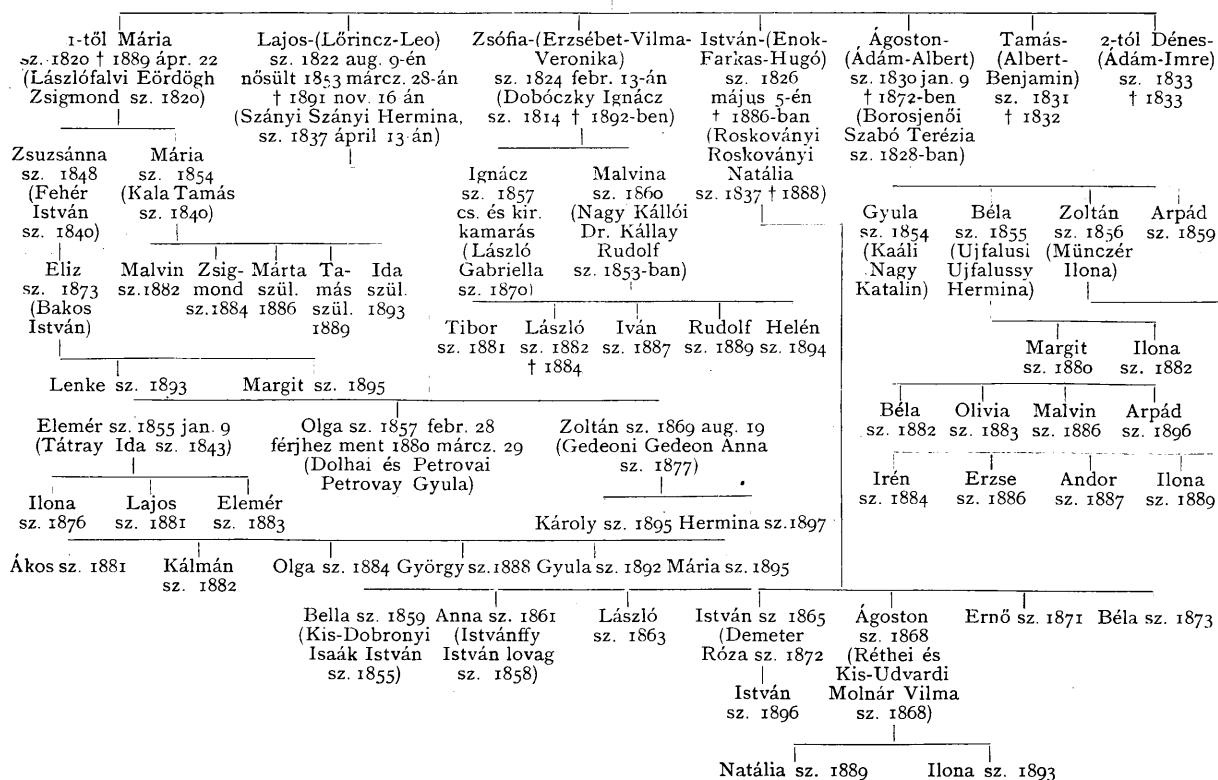 1-től Mária
sz. 1820 † 1889 ápr. 22
(Lászlófalvi Eördögh
Zsigmond sz. 1820)
Lajos-(Lőrincz-Leo)
sz. 1822 aug. 9-én
nősült 1853 márcz. 28-án
† 1891 nov. 16 án
(Szányi Szányi Hermina,
sz. 1837 ápril 13-án)
Zsófia-(Erzsébet-Vilma-
Veronika)
sz. 1824 febr. 13-án
(Dobóczky Ignácz
sz. 1814 † 1892-ben)
István-(Enok-
Farkas-Hugó)
sz. 1826
május 5-én
† 1886-ban
(Roskoványi
Roskoványi
Natália
sz. 1837 † 1888)
Ágoston-
(Ádám-Albert)
sz. 1830 jan. 9
† 1872-ben
(Borosjenői
Szabó Terézia
sz. 1828-ban)
Tamás-
(Albert-
Benjamin)
sz. 1831
† 1832
2-tól Dénes-
(Ádám-Imre)
sz. 1833
† 1833
Zsuzsánna
sz. 1848
(Fehér
István
sz. 1840)
Mária
sz. 1854
(Kala Tamás
sz. 1840)
Ignácz
sz. 1857
cs. és kir.
kamarás
(László
Gabriella
sz. 1870)
Malvina
sz. 1860
(Nagy Kállói
Dr. Kállay
Rudolf
sz. 1853-ban)
Gyula
sz. 1854
(Kaáli
Nagy
Katalin)
Béla
sz. 1855
(Ujfalusi
Ujfalussy
Hermina)
Zoltán
sz. 1856
(Münczér
Ilona)
Arpád
sz. 1859
Eliz
sz. 1873
(Bakos
István)
Malvin
sz. 1882
Zsig-
mond
sz. 1884
Márta
szül.
1886
Ta-
más
szül.
1889
Ida
szül.
1893
Tibor
sz. 1881
László
sz. 1882
† 1884
Iván
sz. 1887
Rudolf
sz. 1889
Helén
sz. 1894
Margit
sz. 1880
Ilona
sz. 1882
Lenke sz. 1893
Margit sz. 1895
Béla
sz. 1882
Olivia
sz. 1883
Malvin
sz. 1886
Arpád
sz. 1896
Elemér sz. 1855 jan. 9
(Tátray Ida sz. 1843)
Olga sz. 1857 febr. 28
férjhez ment 1880 márcz. 29
(Dolhai és Petrovai
Petrovay Gyula)
Zoltán sz. 1869 aug. 19
(Gedeoni Gedeon Anna
sz. 1877)
Irén
sz. 1884
Erzse
sz. 1886
Andor
sz. 1887
Ilona
sz. 1889
Ilona
sz. 1876
Lajos
sz. 1881
Elemér
sz. 1883
Károly sz. 1895
Hermina sz. 1897
Ákos sz. 1881
Kálmán
sz. 1882
Olga sz. 1884
György sz. 1888
Gyula sz. 1892
Mária sz. 1895
Bella sz. 1859
(Kis-Dobronyi
Isaák István
sz. 1855)
Anna sz. 1861
(Istvánffy
István lovag
sz. 1858)
László
sz. 1863
István sz 1865
(Demeter
Róza sz. 1872
Ágoston
sz. 1868
(Réthei és
Kis-Udvardi
Molnár Vilma
sz. 1868)
Ernő sz. 1871
Béla sz. 1873
István
sz. 1896
Natália sz. 1889
Ilona sz. 1893